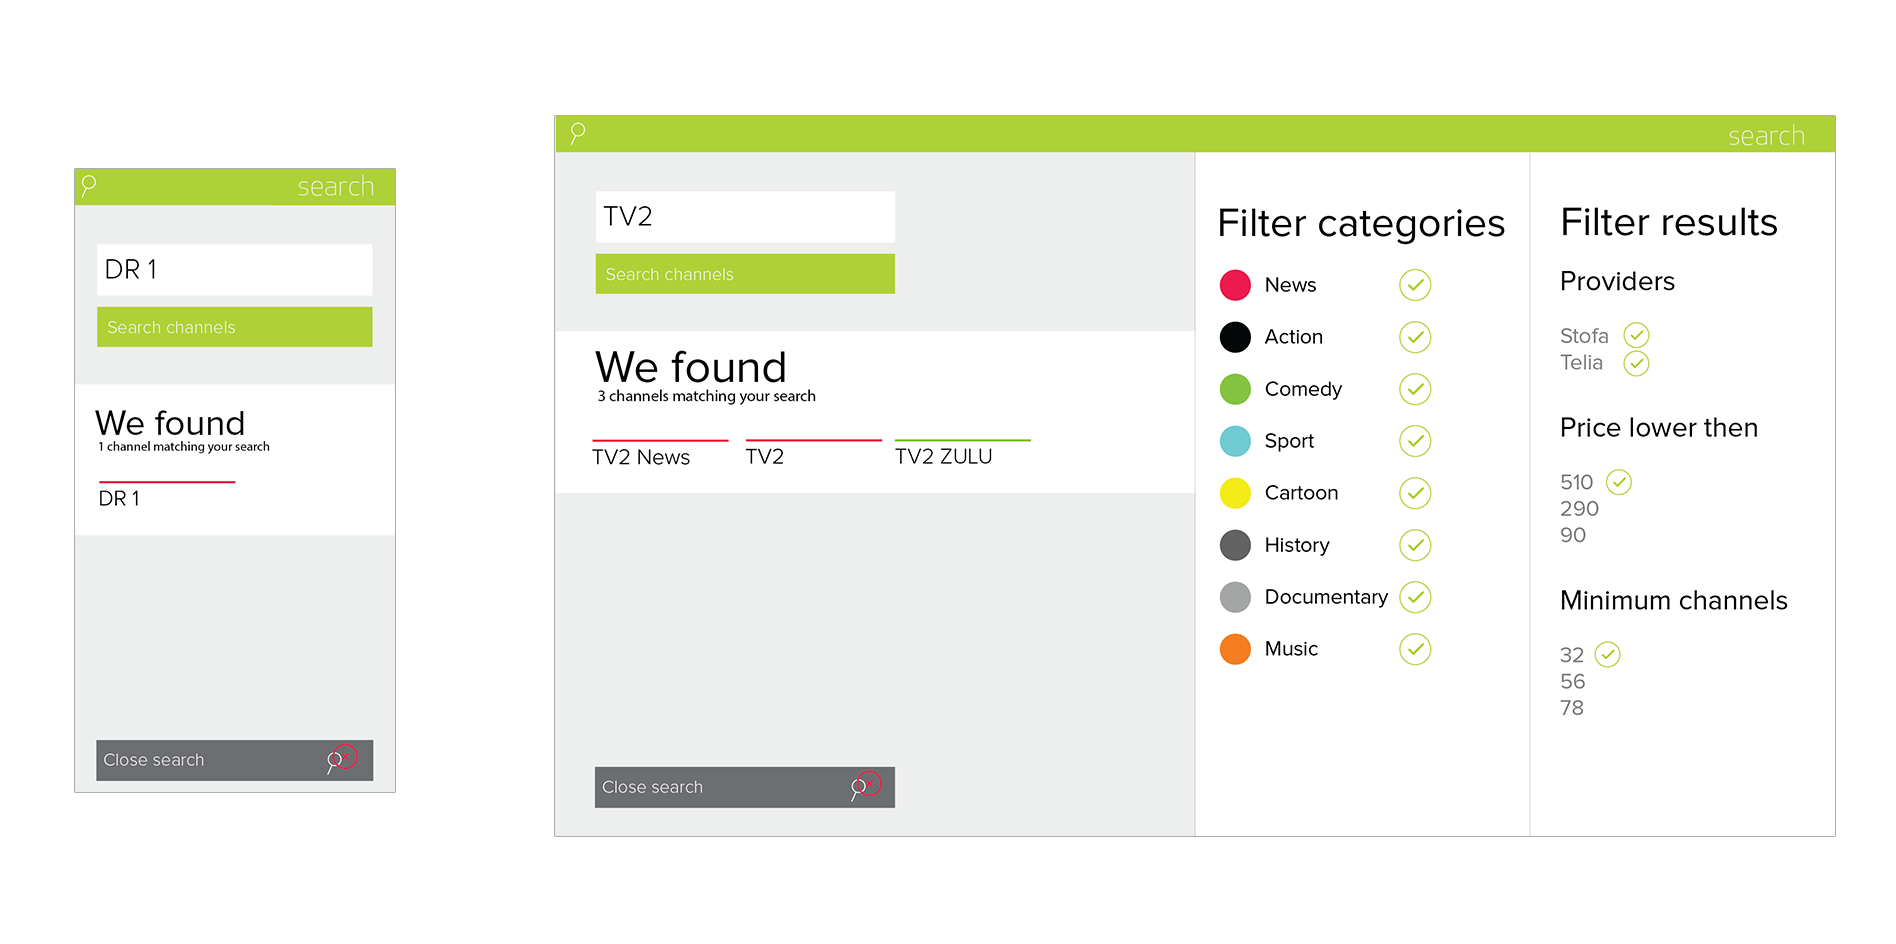 search
DR 1
Search channels
We found
1 channel matching your search
DR 1
Close search
search
TV2
Search channels
We found
3 channels matching your search
TV2 News
TV2
TV2 ZULU
Close search
Filter categories
News
Action
Comedy
Sport
Cartoon
History
Documentary
Music
Filter results
Providers
Stofa
Telia
Price lower then
510
290
90
Minimum channels
32
56
78